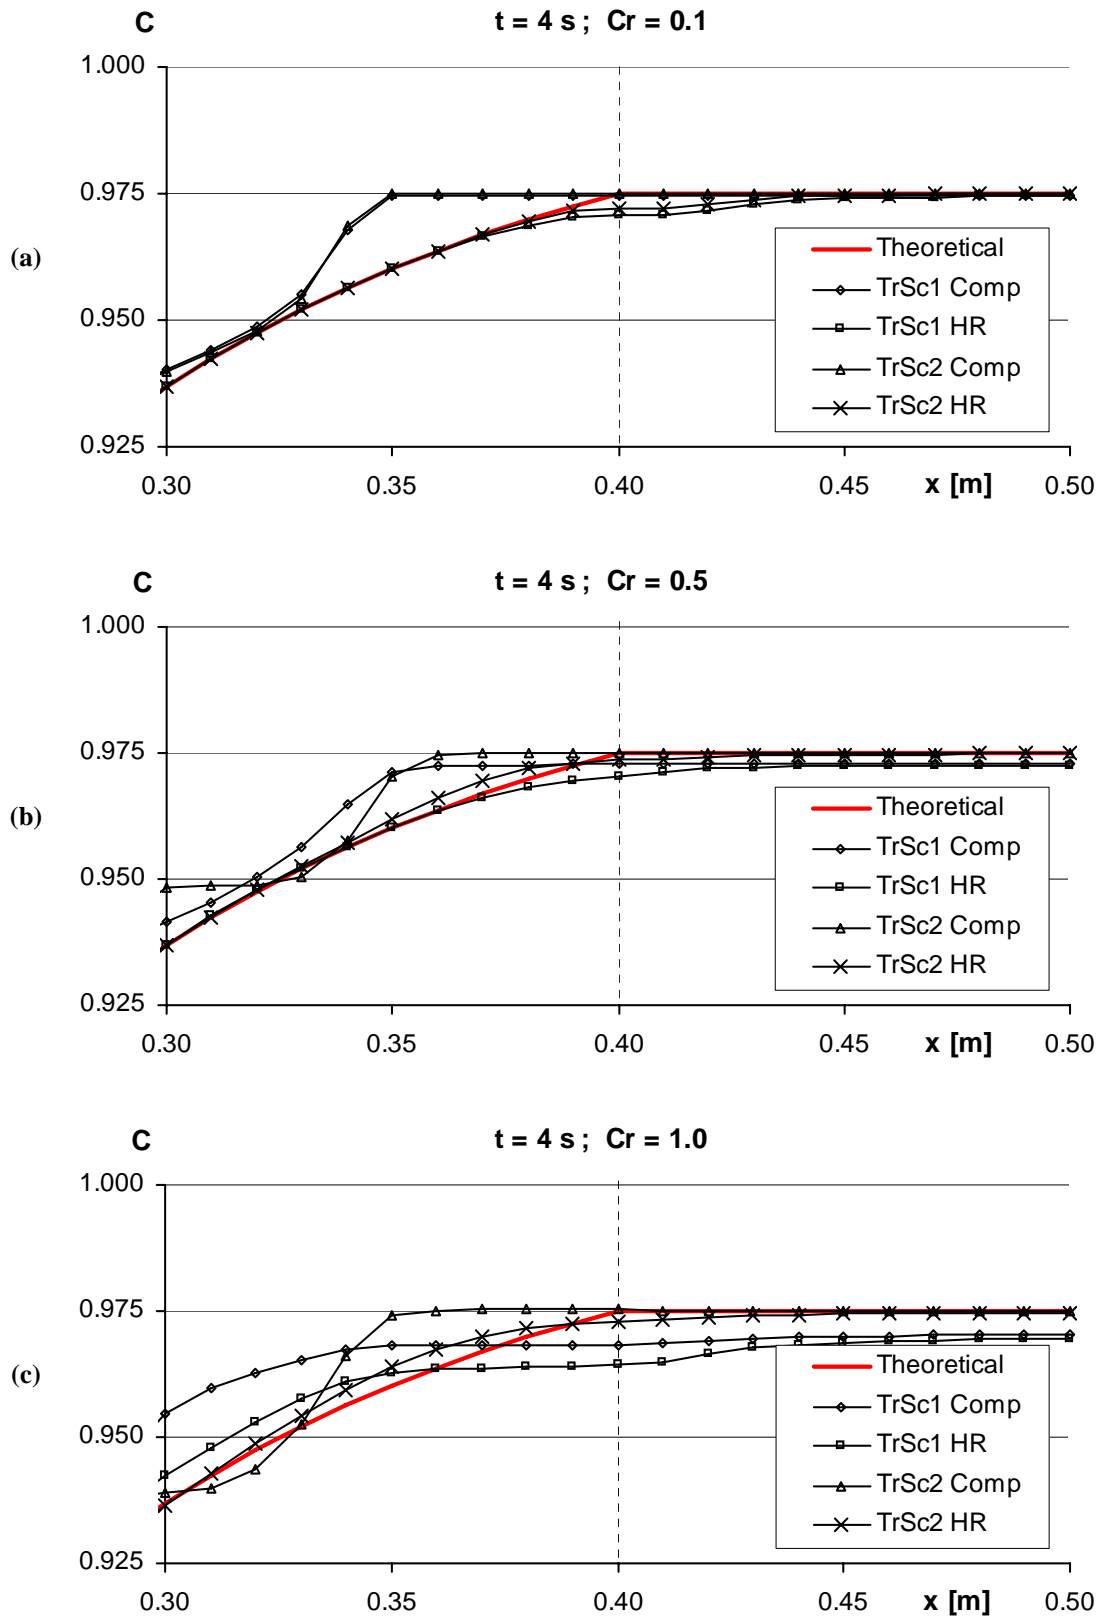 C
t = 4 s ; Cr = 0.1
1.000
0.975
(a)
0.950
0.925
Theoretical
TrSc1 Comp
TrSc1 HR
TrSc2 Comp
TrSc2 HR
0.30 0.35 0.40 0.45 x [m] 0.50
C
t = 4 s ; Cr = 0.5
1.000
0.975
(b)
0.950
0.925
Theoretical
TrSc1 Comp
TrSc1 HR
TrSc2 Comp
TrSc2 HR
0.30 0.35 0.40 0.45 x [m] 0.50
C
t = 4 s ; Cr = 1.0
1.000
0.975
(c)
0.950
0.925
Theoretical
TrSc1 Comp
TrSc1 HR
TrSc2 Comp
TrSc2 HR
0.30 0.35 0.40 0.45 x [m] 0.50